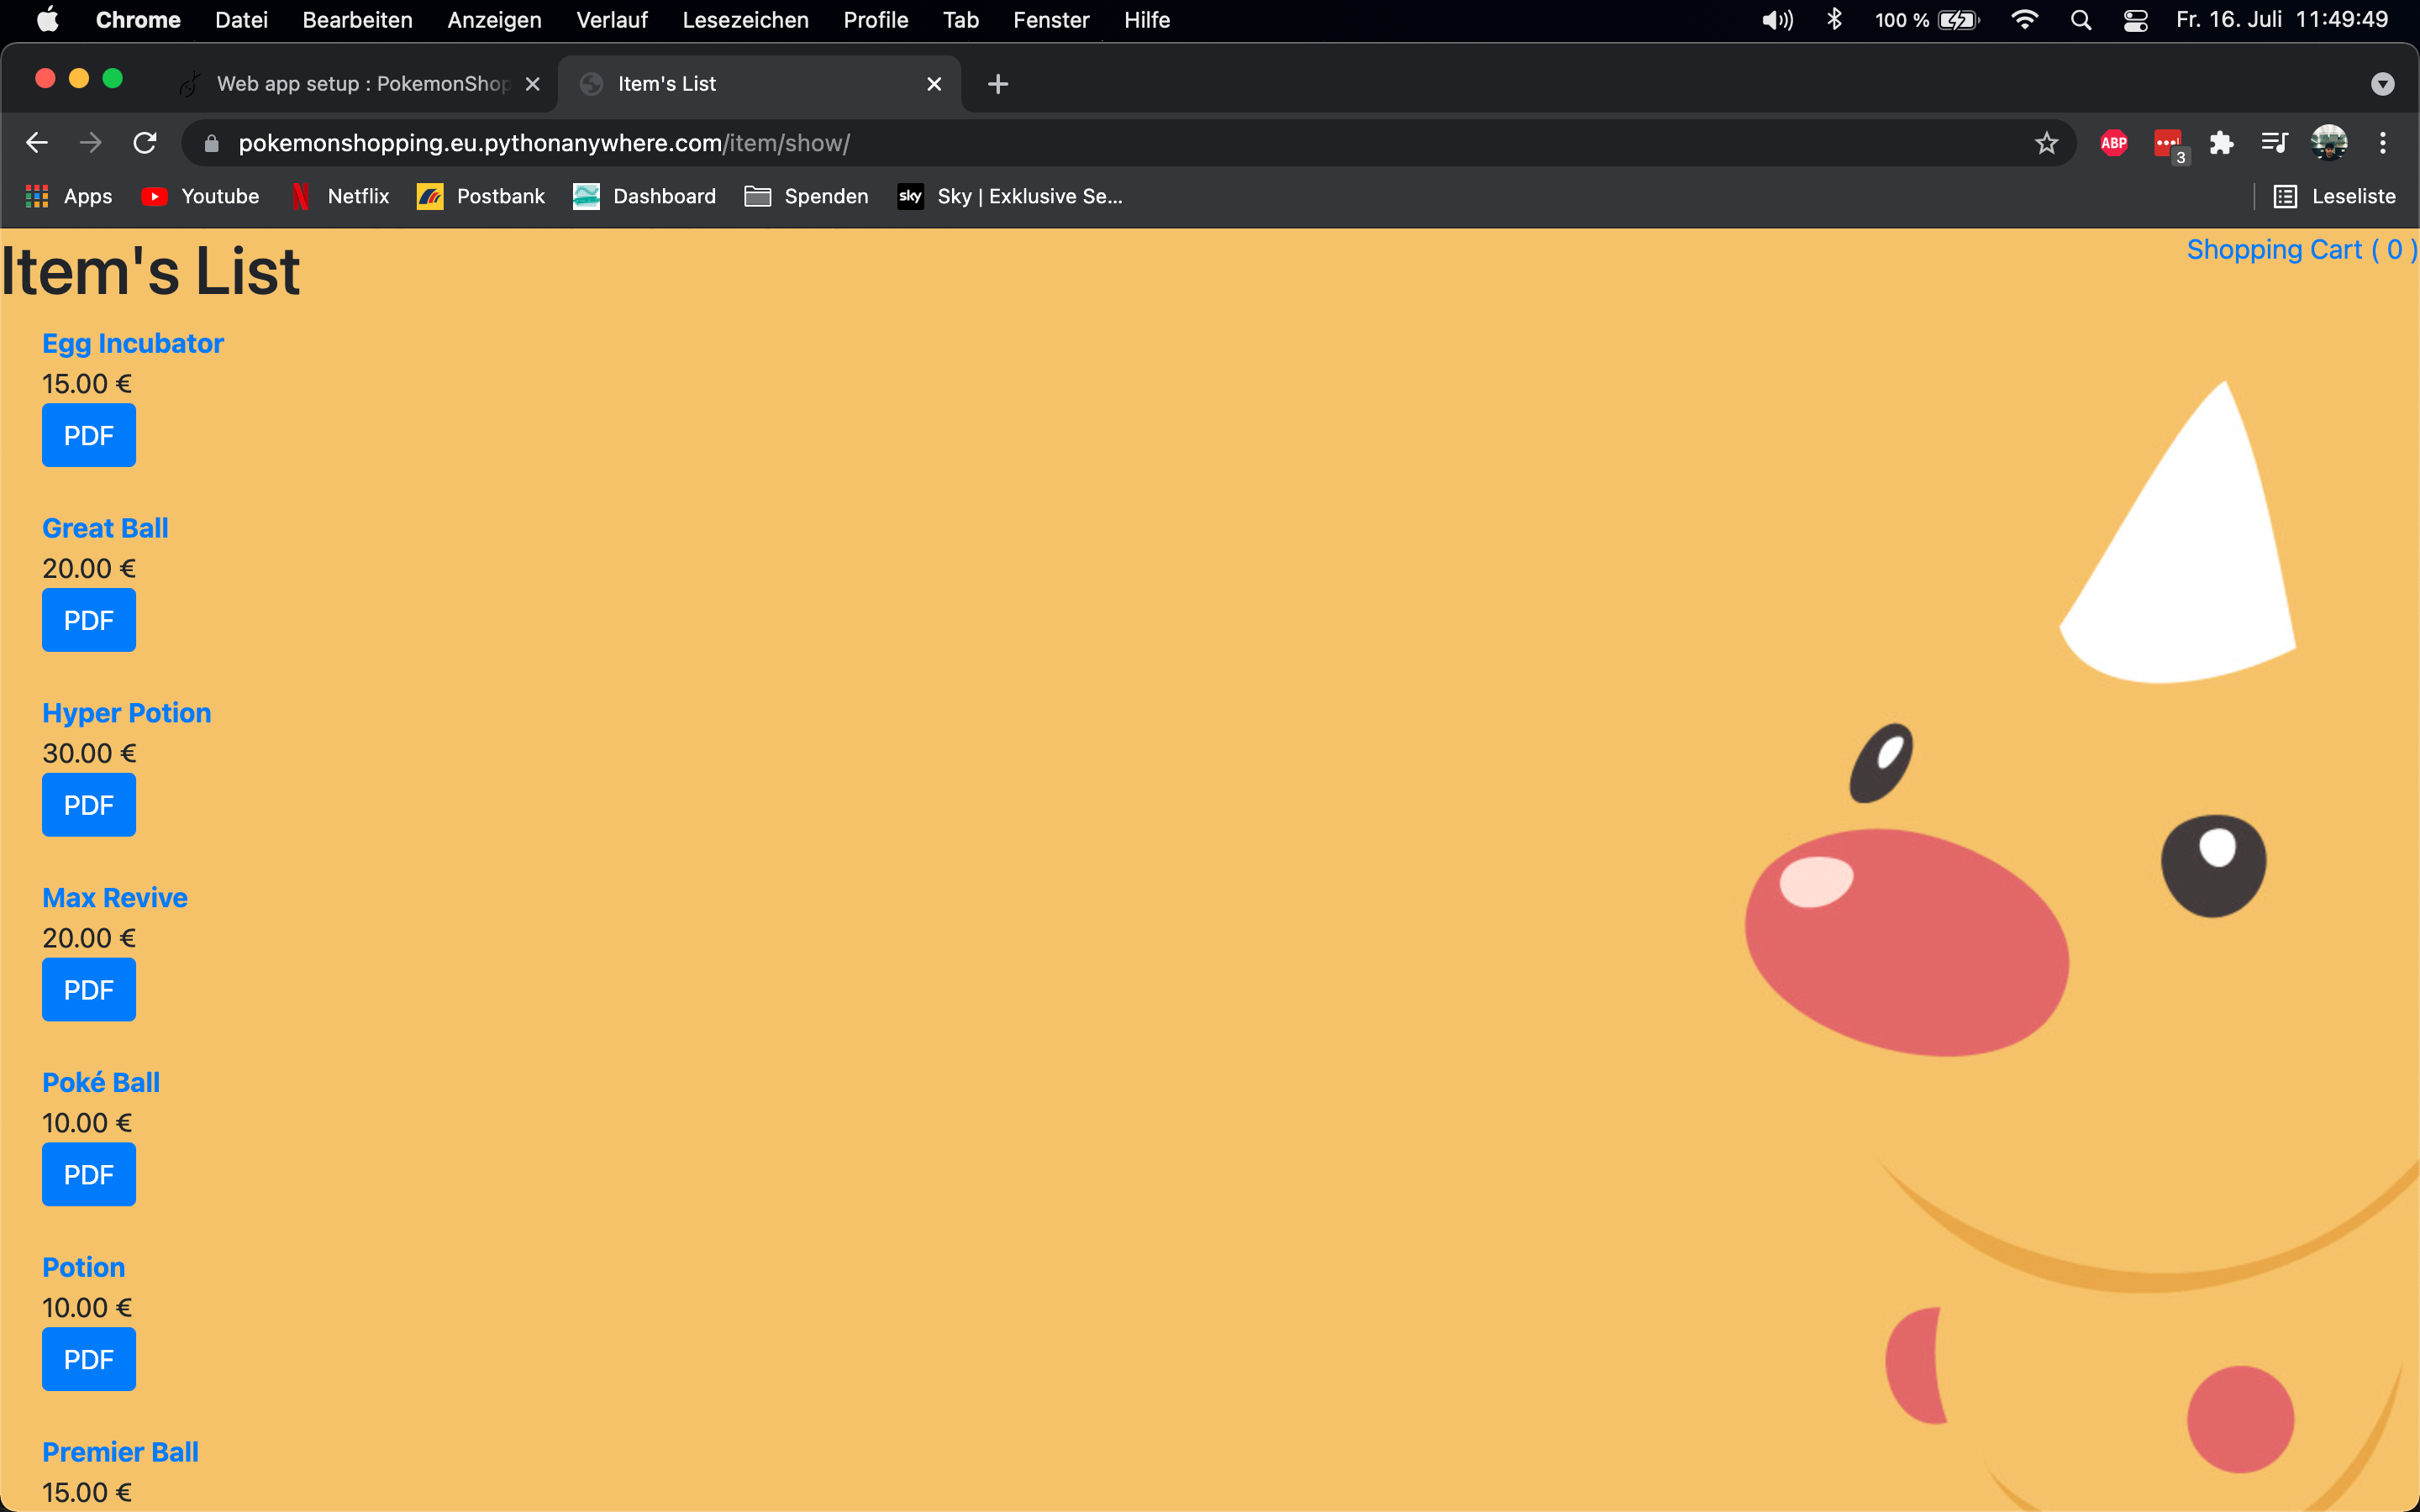 Chrome Datei Bearbeiten Anzeigen Verlauf Lesezeichen Profile Tab Fenster Hilfe 100 % Fr. 16. Juli 11:49:49
Web app setup : PokemonShop Item's List
pokemonshopping.eu.pythonanywhere.com/item/show/ ABP 3
Apps Youtube Netflix Postbank Dashboard Spenden sky Sky | Exklusive Se... Leseliste
Item's List Shopping Cart ( 0 )
Egg Incubator
15.00 €
PDF
Great Ball
20.00 €
PDF
Hyper Potion
30.00 €
PDF
Max Revive
20.00 €
PDF
Poké Ball
10.00 €
PDF
Potion
10.00 €
PDF
Premier Ball
15.00 €